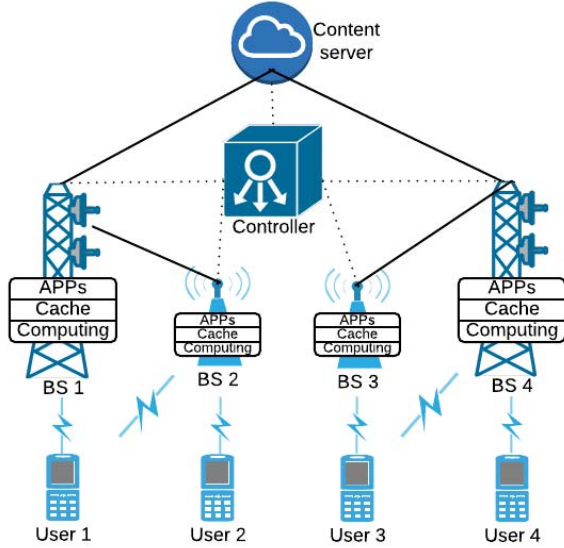 Content
server
Controller
APPs
Cache
Computing
BS 1
APPs
Cache
Computing
BS 2
APPs
Cache
Computing
BS 3
APPs
Cache
Computing
BS 4
User 1
User 2
User 3
User 4